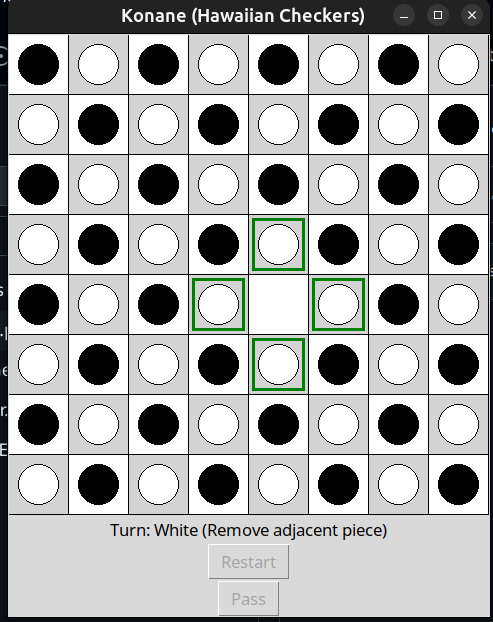 Konane (Hawaiian Checkers)
Turn: White (Remove adjacent piece)
Restart
Pass